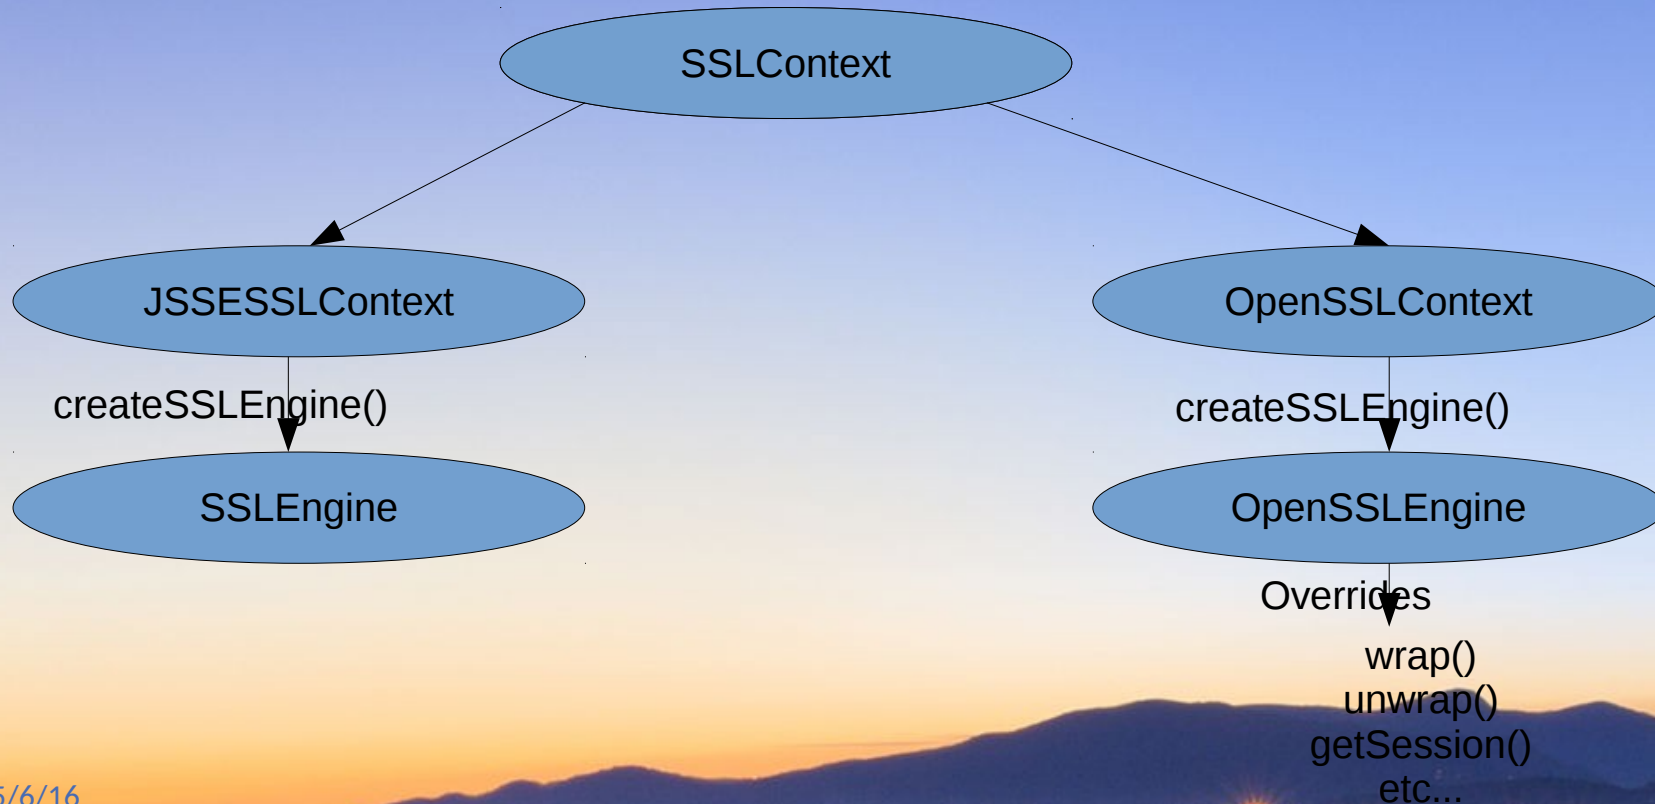 SSLContext
JSSESSLContext
OpenSSLContext
createSSLEngine()
createSSLEngine()
SSLEngine
OpenSSLEngine
Overrides
wrap()
unwrap()
getSession()
etc...
5/6/16